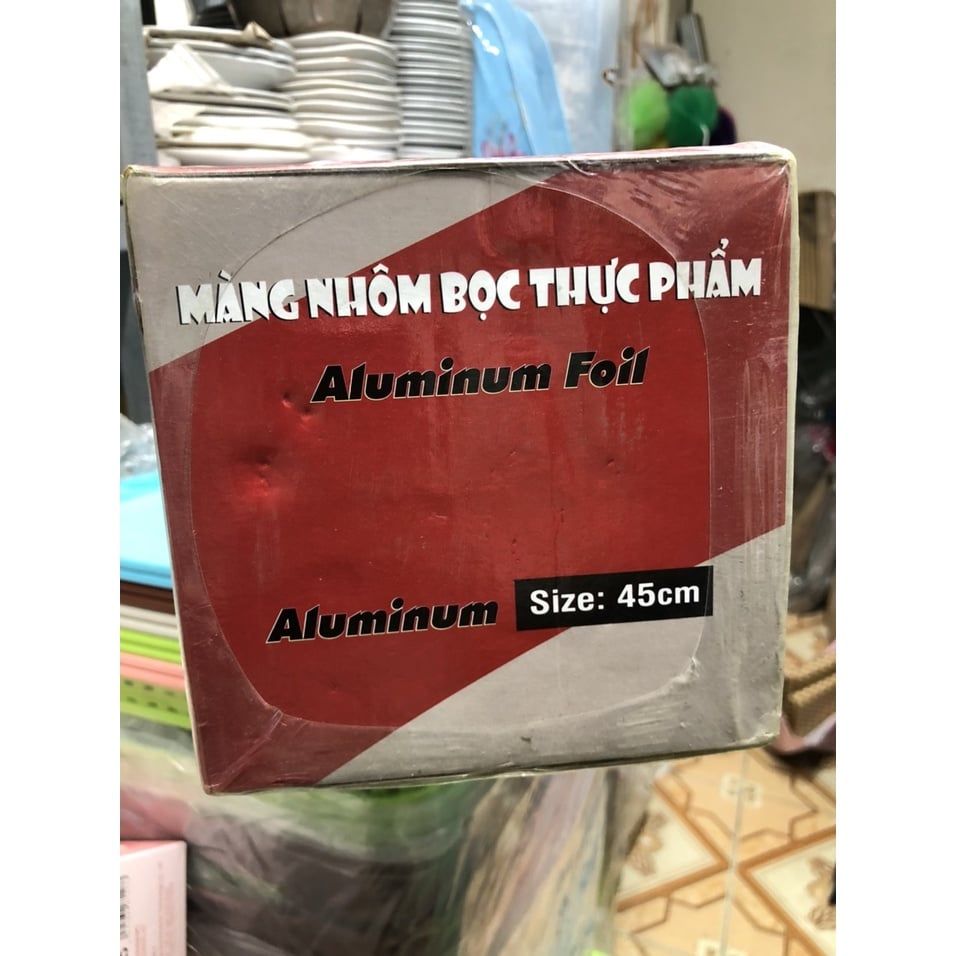 MÀNG NHÔM BỌC THỰC PHẨM
Aluminum Foil
Aluminum Size: 45cm